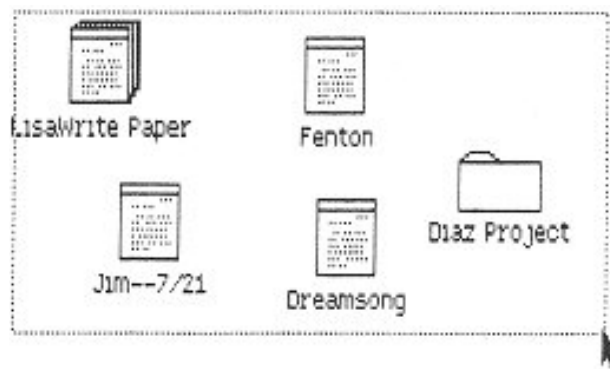 LisaWrite Paper
Fenton
Diaz Project
Jim--7/21
Dreamsong